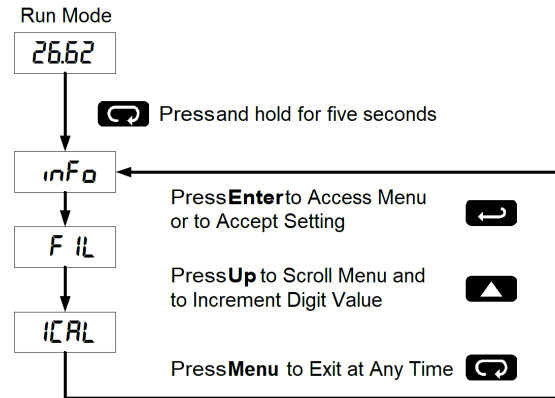 Run Mode
26.62
Pressand hold for five seconds
inFo
PressEnterto Access Menu
or to Accept Setting
FIL
PressUp to Scroll Menu and
to Increment Digit Value
ICAL
PressMenu to Exit at Any Time